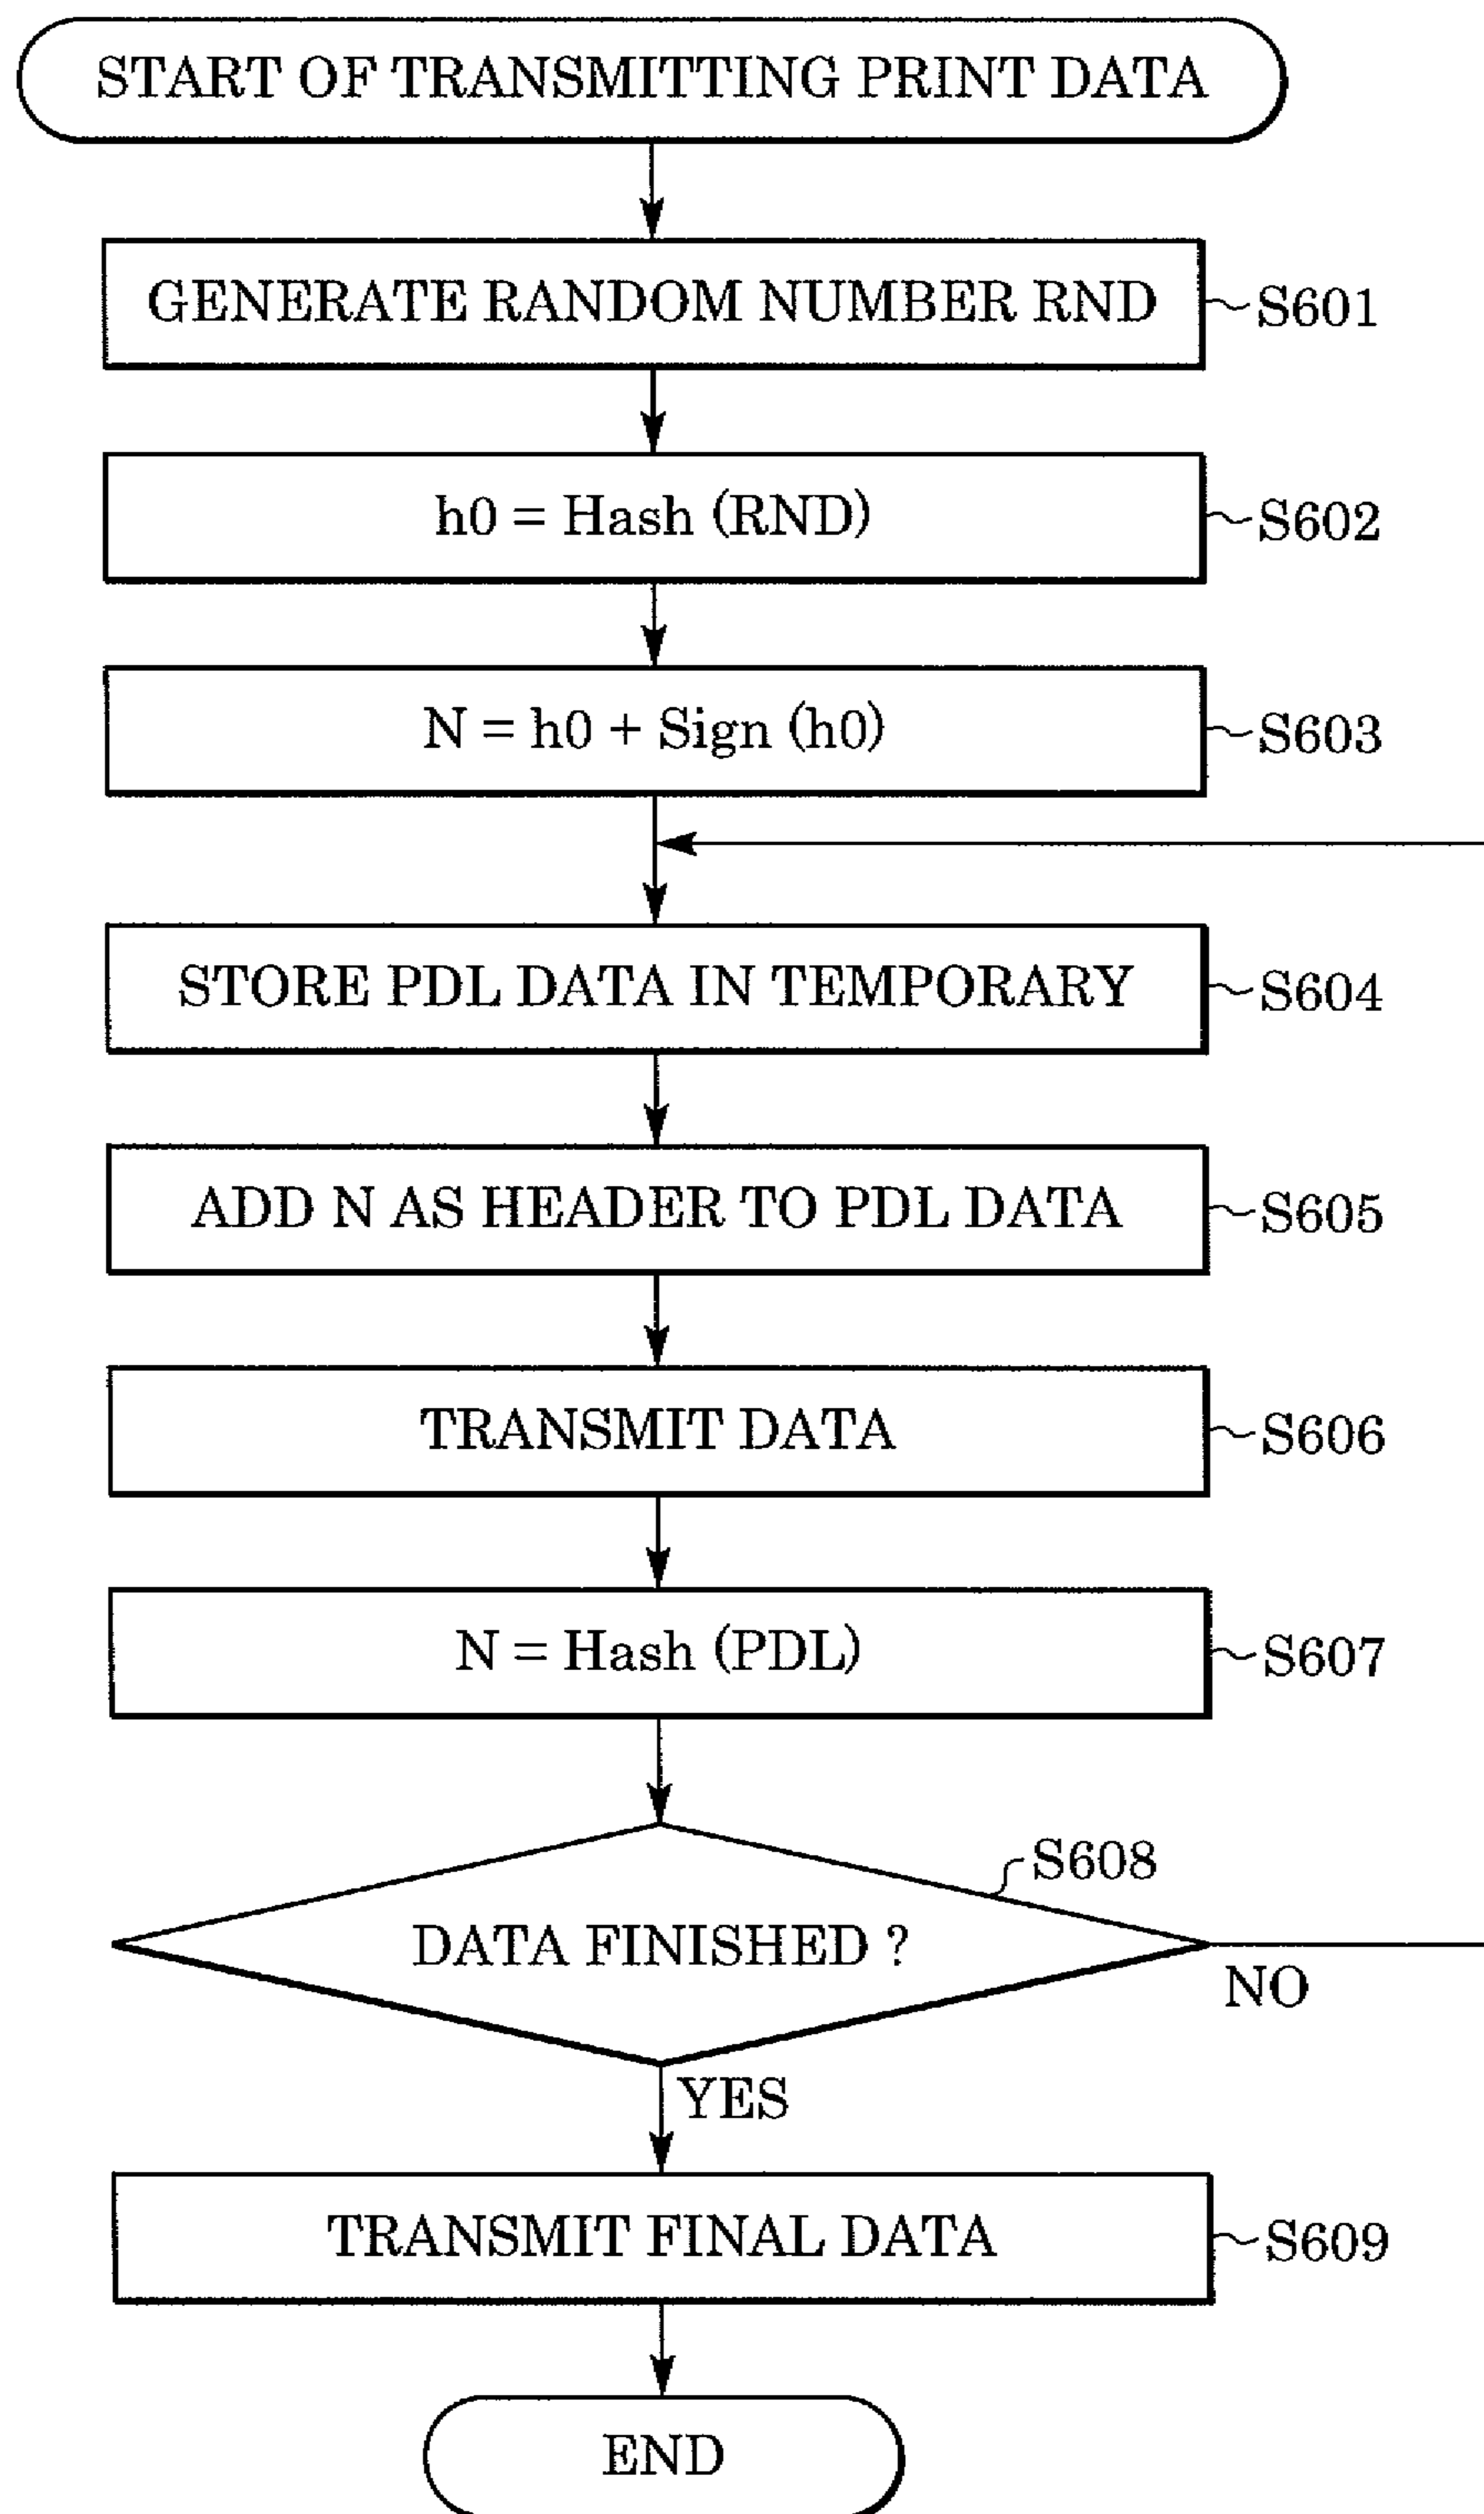 START OF TRANSMITTING PRINT DATA
GENERATE RANDOM NUMBER RND
S601
h0 = Hash (RND)
S602
N = h0 + Sign (h0)
S603
STORE PDL DATA IN TEMPORARY
S604
ADD N AS HEADER TO PDL DATA
S605
TRANSMIT DATA
S606
N = Hash (PDL)
S607
S608
DATA FINISHED ?
NO
YES
TRANSMIT FINAL DATA
S609
END